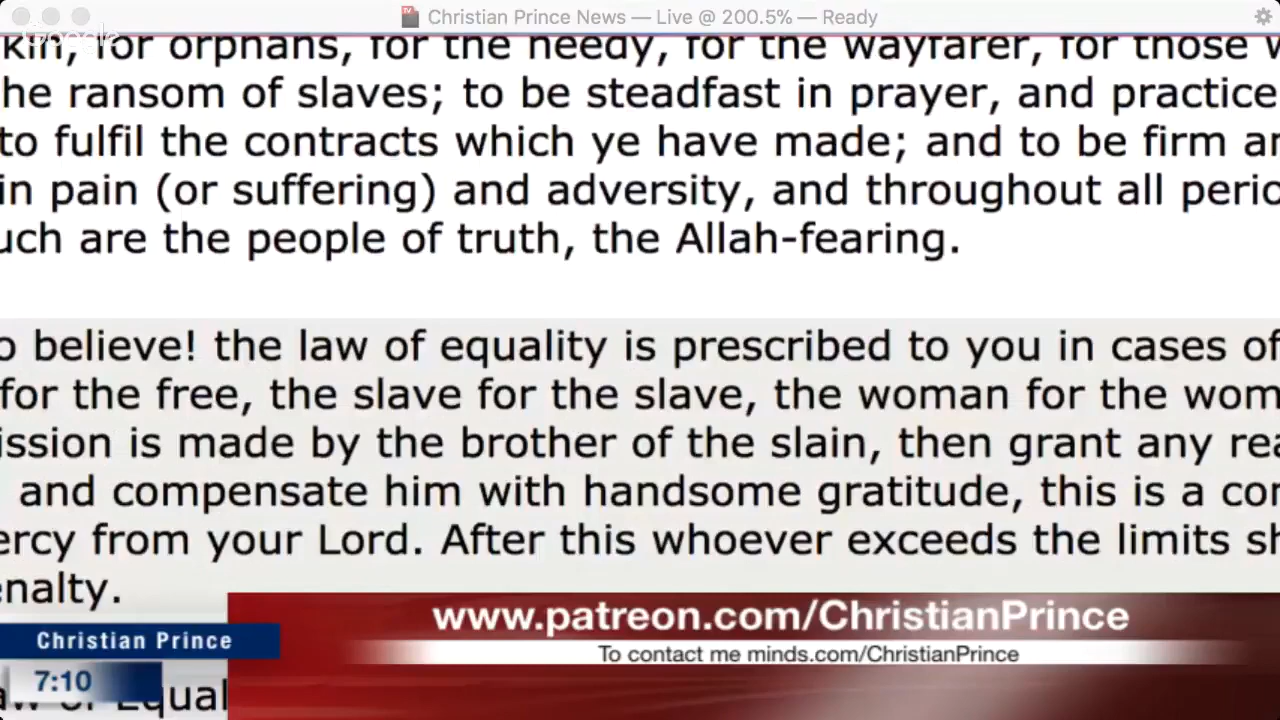 Christian Prince News — Live @ 200.5% — Ready
Google
kin, for orphans, for the needy, for the wayfarer, for those w
he ransom of slaves; to be steadfast in prayer, and practice
to fulfil the contracts which ye have made; and to be firm an
in pain (or suffering) and adversity, and throughout all perio
uch are the people of truth, the Allah-fearing.
o believe! the law of equality is prescribed to you in cases of
for the free, the slave for the slave, the woman for the wom
ission is made by the brother of the slain, then grant any rea
and compensate him with handsome gratitude, this is a con
ercy from your Lord. After this whoever exceeds the limits sh
enalty.
www.patreon.com/ChristianPrince
To contact me minds.com/ChristianPrince
Christian Prince
7:10
aw of Equal